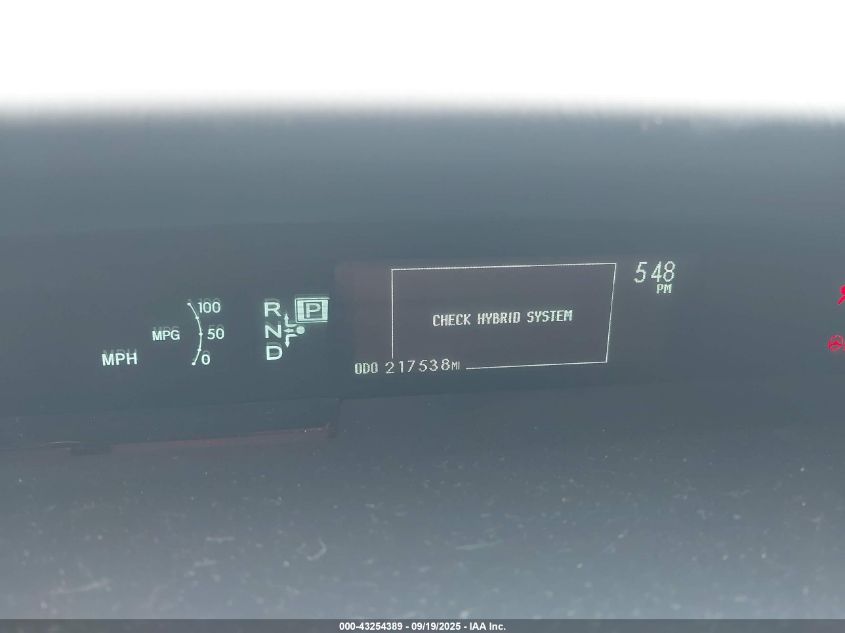 548
PM
100
MPG 50
0
MPH
R P
N
D
CHECK HYBRID SYSTEM
ODO 217538MI
000-43254389 - 09/19/2025 - IAA Inc.